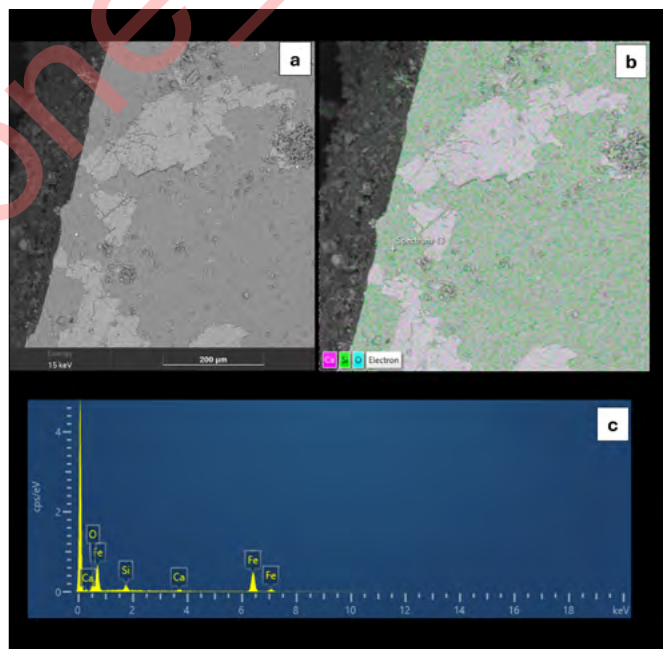 one
a
b
Energy
15 keV
200 µm
Spectrum 13
Ca Si O Electron
c
4
cps/eV
2
O
Fe
Ca
Si
Ca
Fe
Fe
0
0 2 4 6 8 10 12 14 16 18 keV